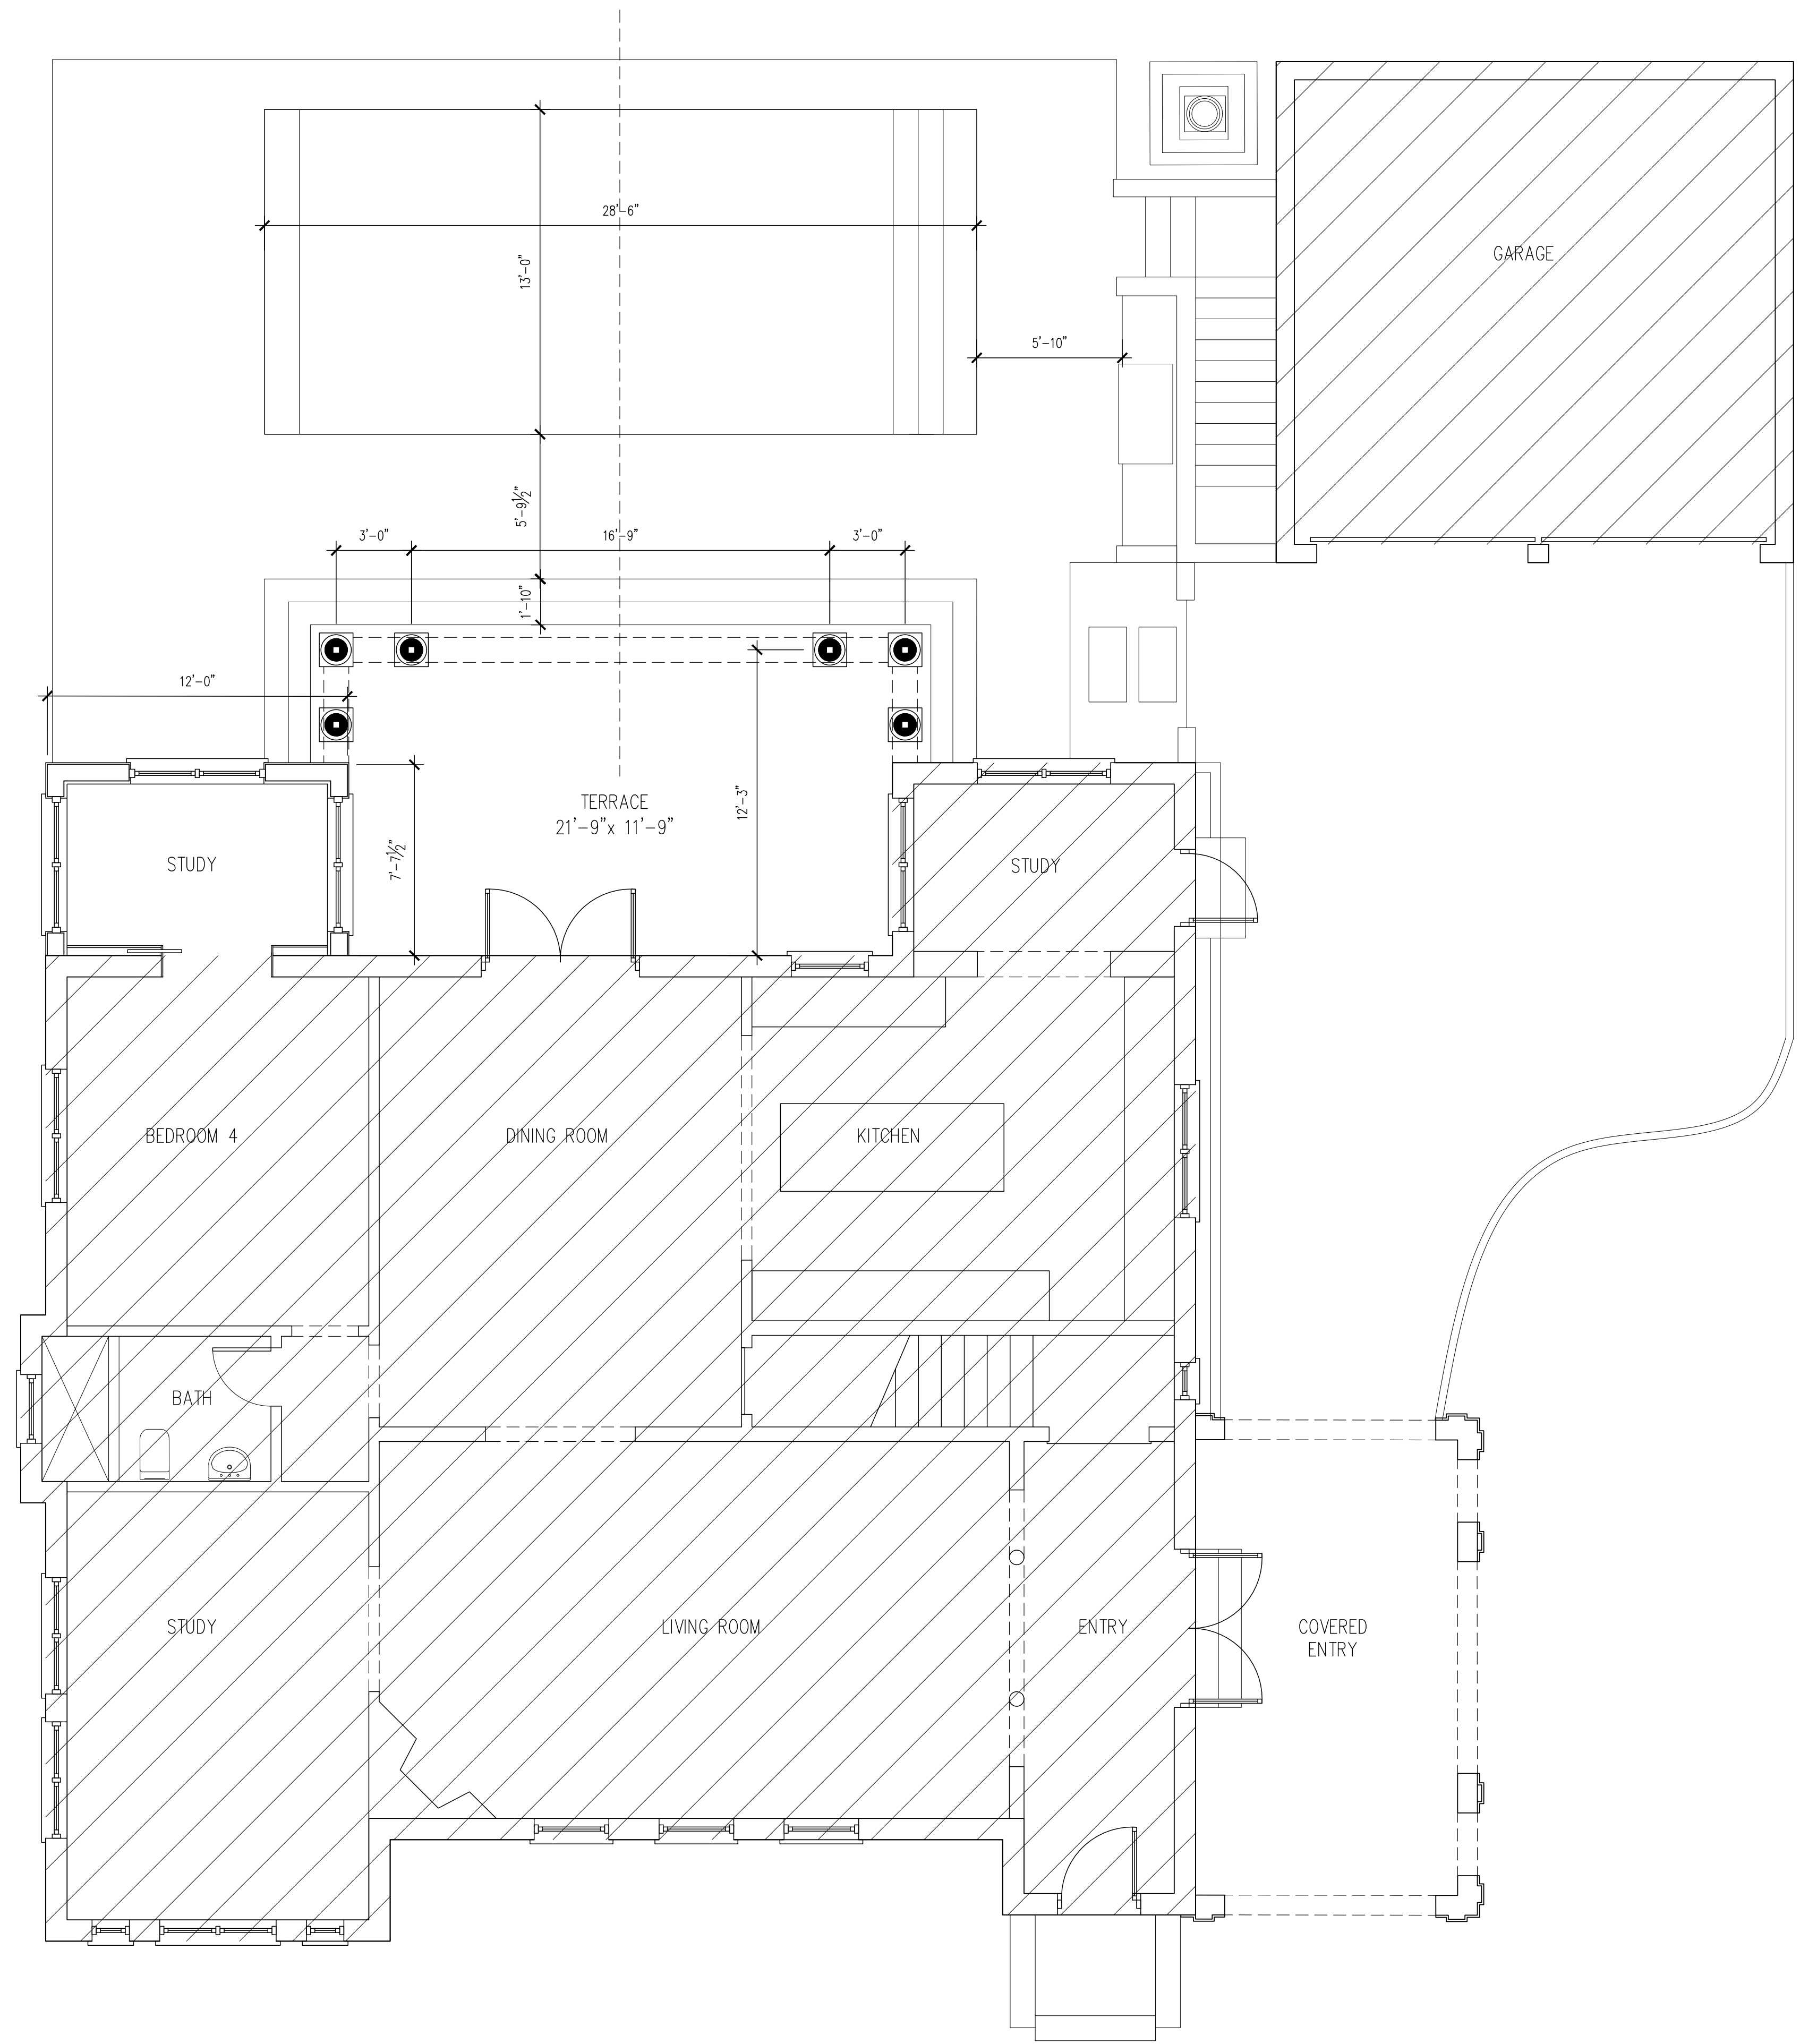 28'-6"
13'-0"
GARAGE
5'-10"
5'-9½"
3'-0"
16'-9"
3'-0"
1'-10"
12'-0"
TERRACE
21'-9"x 11'-9"
12'-3"
7'-7½"
STUDY
STUDY
BEDROOM 4
DINING ROOM
KITCHEN
BATH
STUDY
LIVING ROOM
ENTRY
COVERED
ENTRY